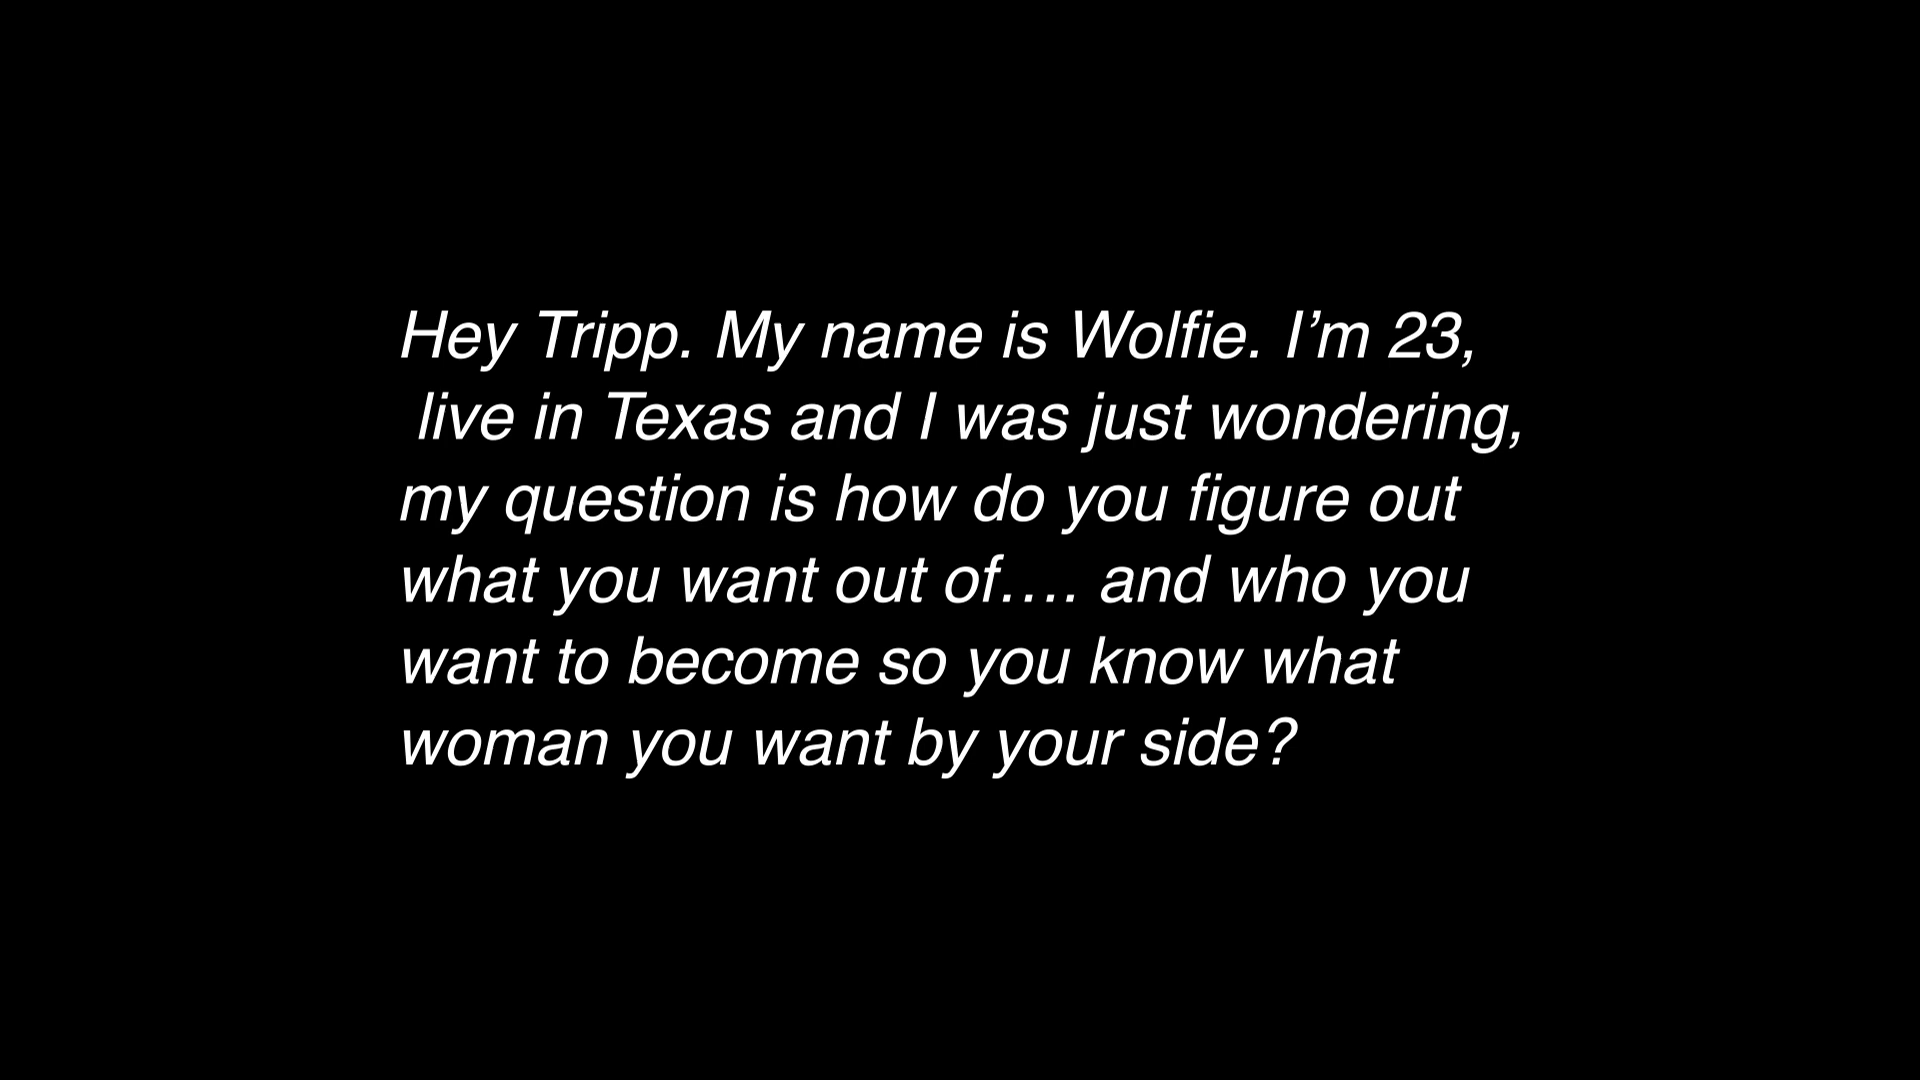 Hey Tripp. My name is Wolfie. I’m 23,
live in Texas and I was just wondering,
my question is how do you figure out
what you want out of…. and who you
want to become so you know what
woman you want by your side?